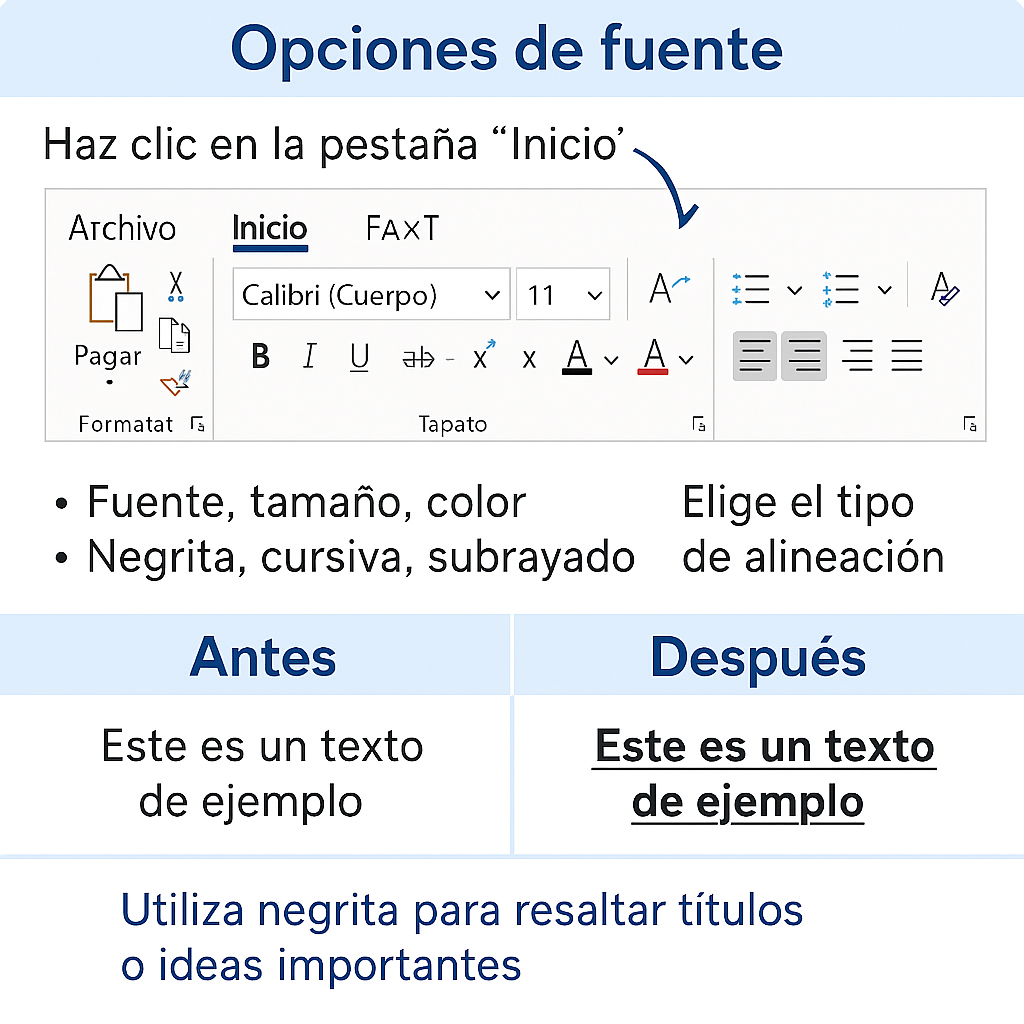 Opciones de fuente
Haz clic en la pestaña “Inicio’
Archivo Inicio FAxT
Calibri (Cuerpo) 11 A A
Pagar B I U ab x x A A
Formatat Tapato
• Fuente, tamaño, color
• Negrita, cursiva, subrayado
Elige el tipo
de alineación
Antes
Después
Este es un texto
de ejemplo
Este es un texto
de ejemplo
Utiliza negrita para resaltar títulos
o ideas importantes